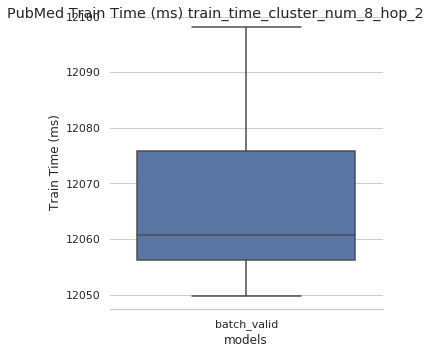 PubMed Train Time (ms) train_time_cluster_num_8_hop_2
12100
12090
12080
12070
12060
12050
Train Time (ms)
batch_valid
models